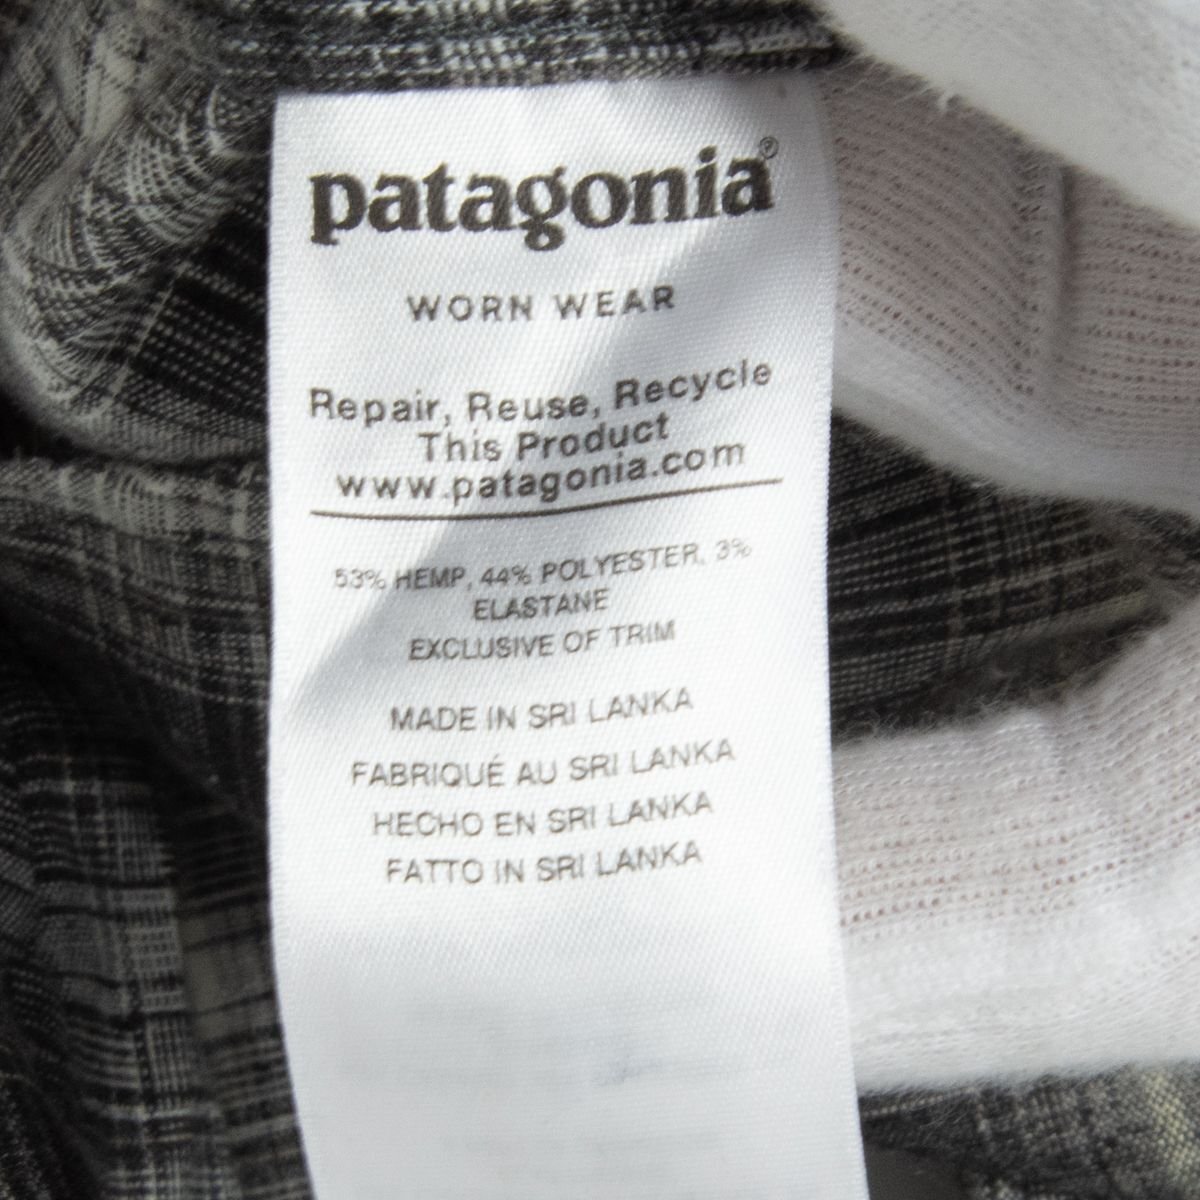 patagonia®
WORN WEAR
Repair, Reuse, Recycle
This Product
www.patagonia.com
53% HEMP, 44% POLYESTER, 3%
ELASTANE
EXCLUSIVE OF TRIM
MADE IN SRI LANKA
FABRIQUÉ AU SRI LANKA
HECHO EN SRI LANKA
FATTO IN SRI LANKA